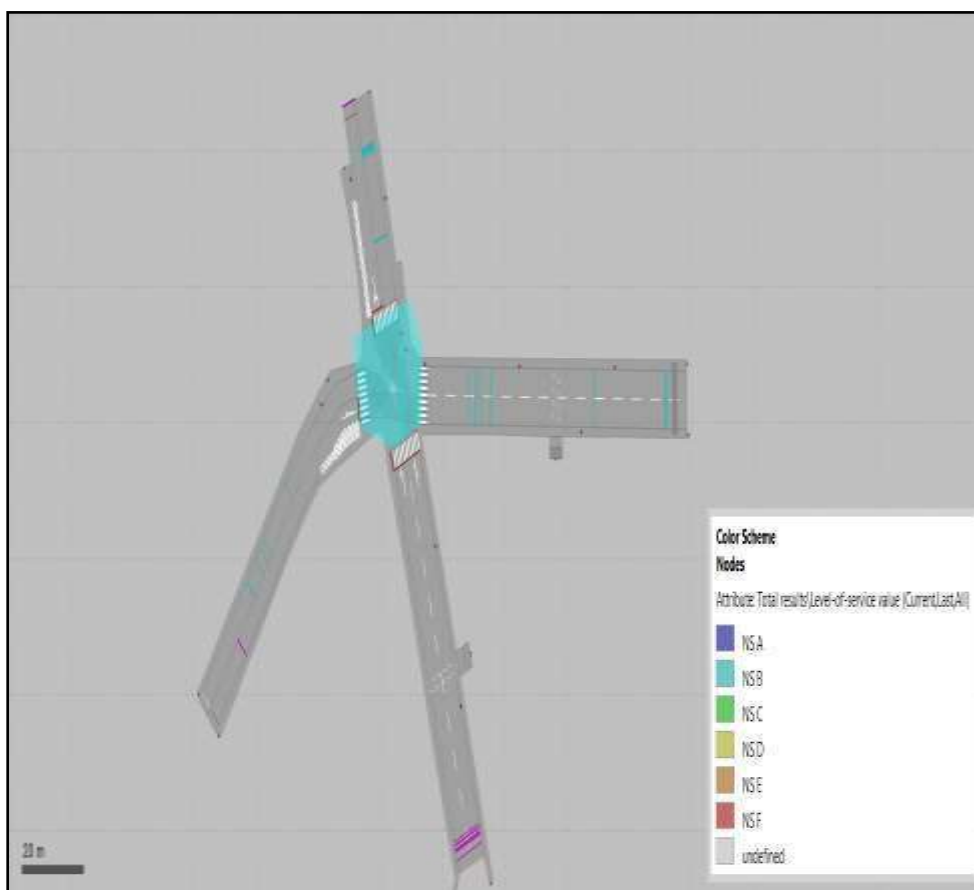 Color Scheme
Nodes
Attribute: Total results\Level-of-service value (Current,Last,All)
NS A
NS B
NS C
NS D
NS E
NS F
undefined
20 m